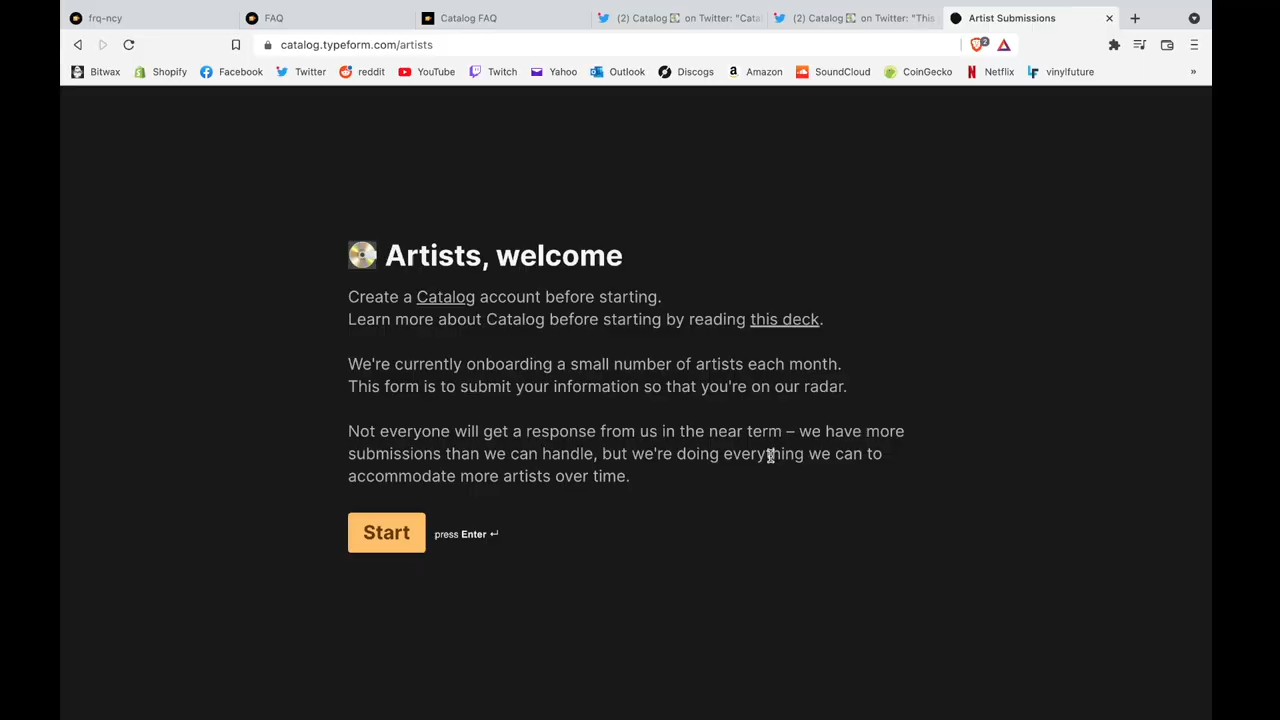 frq-ncy
FAQ
Catalog FAQ
(2) Catalog 💽 on Twitter: "Cata
(2) Catalog 💽 on Twitter: "This
Artist Submissions
catalog.typeform.com/artists
2
Bitwax
Shopify
Facebook
Twitter
reddit
YouTube
Twitch
Yahoo
Outlook
Discogs
Amazon
SoundCloud
CoinGecko
Netflix
vinylfuture
»
Artists, welcome
Create a Catalog account before starting.
Learn more about Catalog before starting by reading this deck.
We're currently onboarding a small number of artists each month.
This form is to submit your information so that you're on our radar.
Not everyone will get a response from us in the near term – we have more
submissions than we can handle, but we're doing everything we can to
accommodate more artists over time.
Start
press Enter ↵